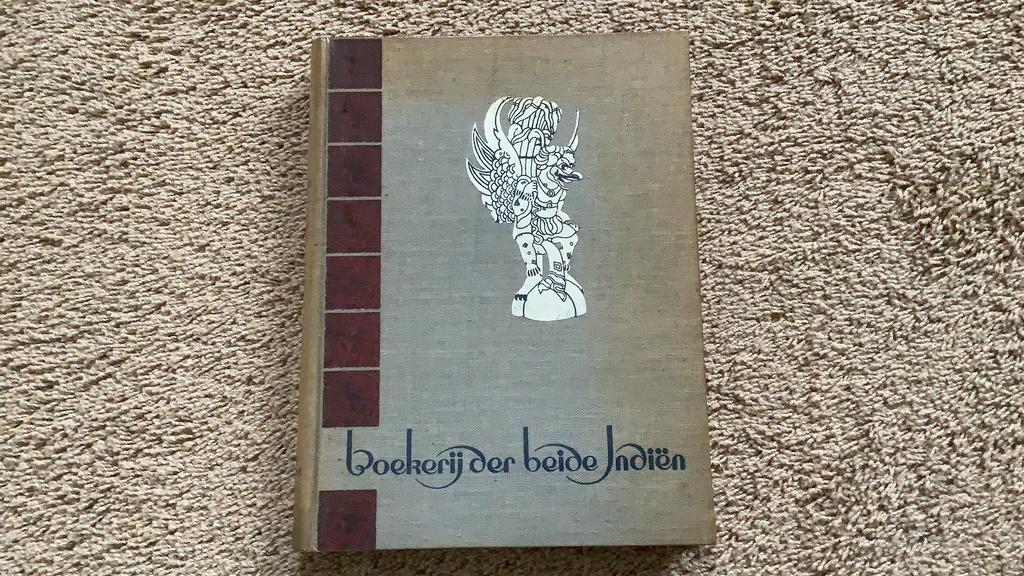 boekerij der beide Indiën